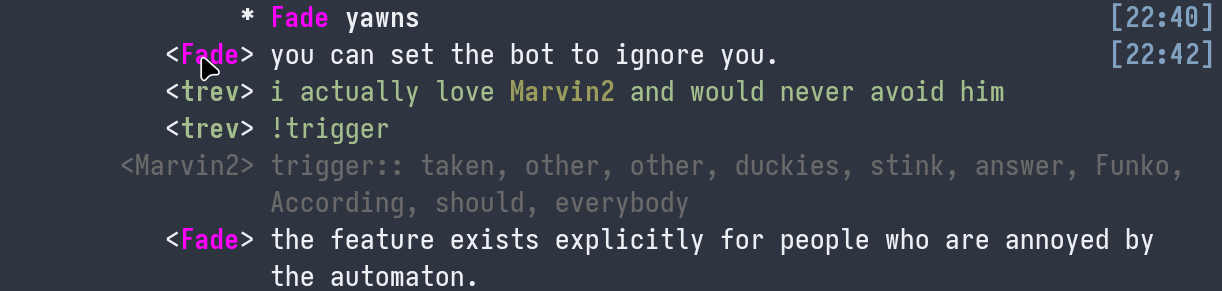 * Fade yawns [22:40]
<Fade> you can set the bot to ignore you. [22:42]
<trev> i actually love Marvin2 and would never avoid him
<trev> !trigger
<Marvin2> trigger:: taken, other, other, duckies, stink, answer, Funko,
According, should, everybody
<Fade> the feature exists explicitly for people who are annoyed by
the automaton.